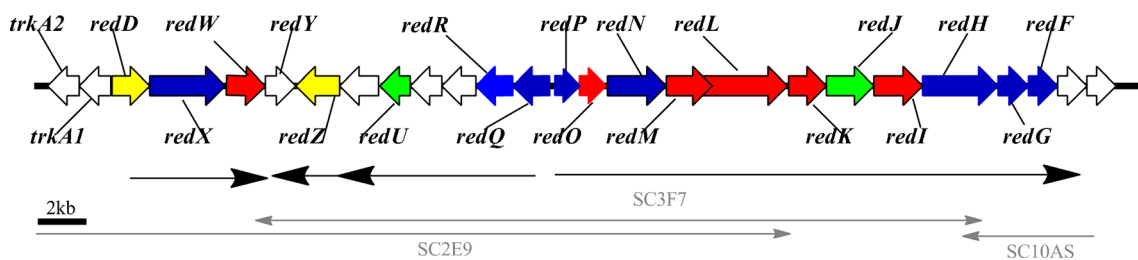 trkA2 redD redW redY redR redP redN redL redJ redH redF
trkA1 redX redZ redU redQ redO redM redK redI redG
SC3F7
2kb
SC2E9 SC10AS